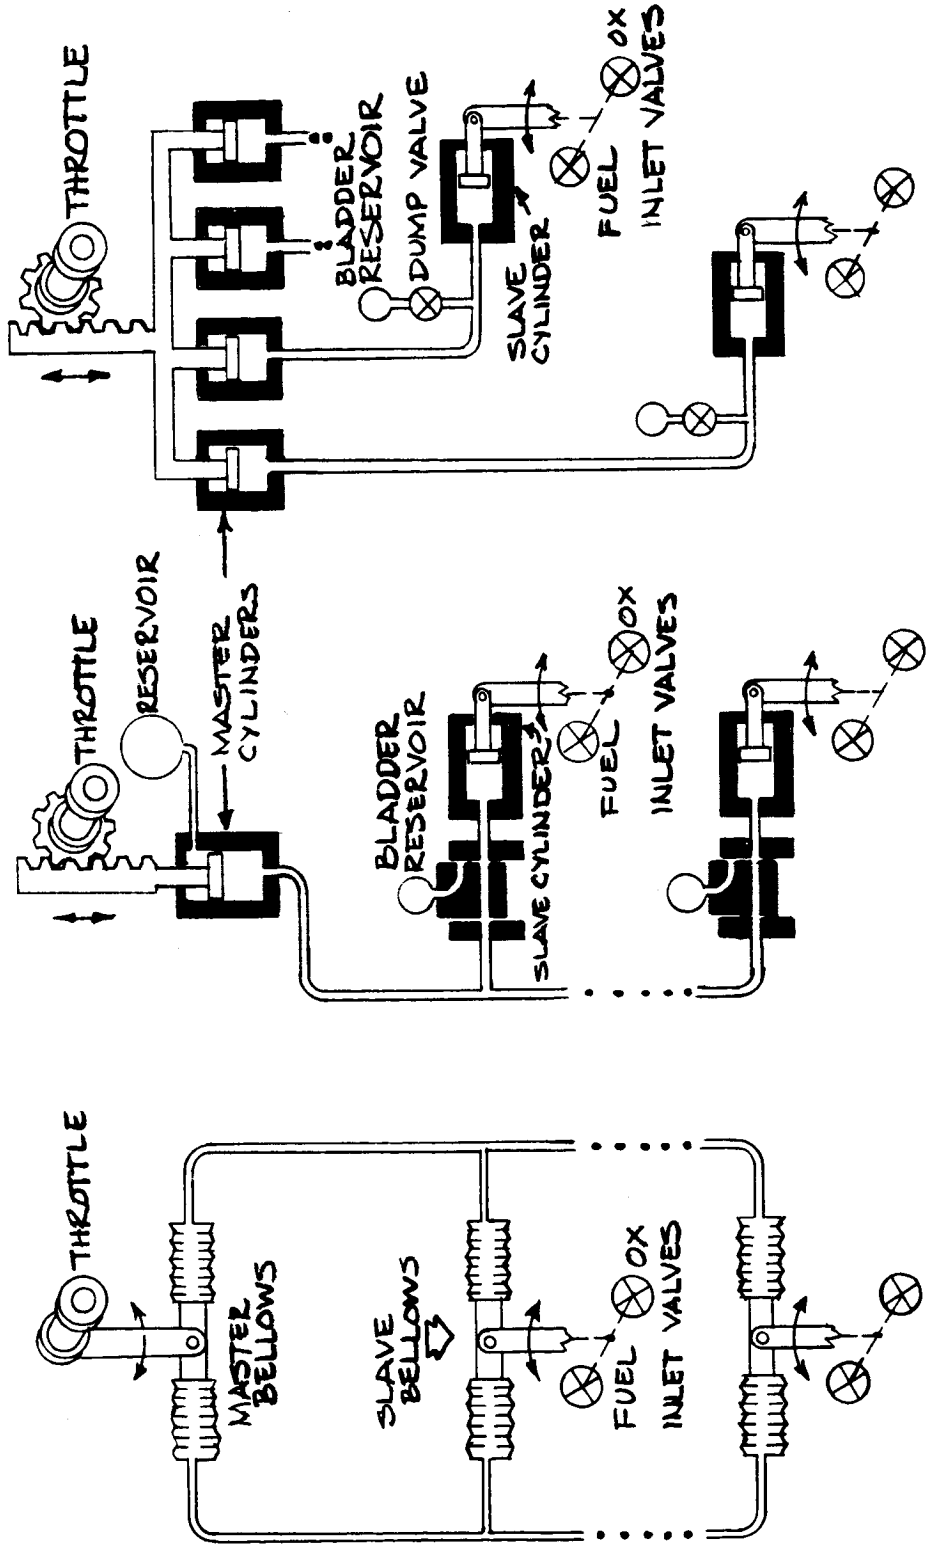 THROTTLE
MASTER
BELLOWS
SLAVE
BELLOWS
FUEL
OX
INLET VALVES
THROTTLE
RESERVOIR
MASTER
CYLINDERS
BLADDER
RESERVOIR
SLAVE CYLINDER
FUEL
OX
INLET VALVES
THROTTLE
BLADDER
RESERVOIR
DUMP VALVE
SLAVE
CYLINDER
FUEL
OX
INLET VALVES